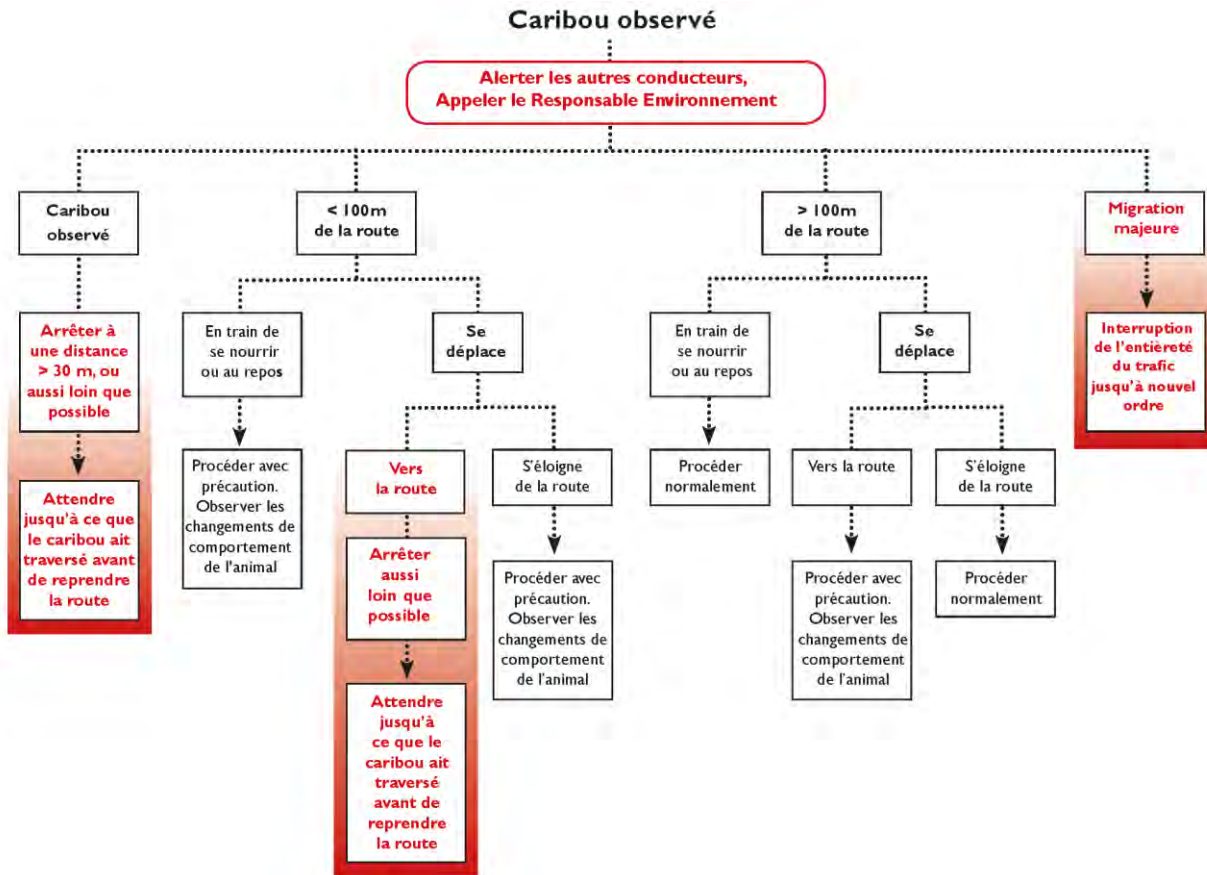 Caribou observé
Alerter les autres conducteurs,
Appeler le Responsable Environnement
Caribou
observé
Arrêter à
une distance
> 30 m, ou
aussi loin que
possible
Attendre
jusqu'à ce que
le caribou ait
traversé avant
de reprendre
la route
< 100m
de la route
En train de
se nourrir
ou au repos
Procéder avec
précaution.
Observer les
changements de
comportement
de l'animal
Se
déplace
Vers
la route
Arrêter
aussi
loin que
possible
Attendre
jusqu'à
ce que le
caribou ait
traversé
avant de
reprendre
la route
S'éloigne
de la route
Procéder avec
précaution.
Observer les
changements de
comportement
de l'animal
> 100m
de la route
En train de
se nourrir
ou au repos
Procéder
normalement
Se
déplace
Vers la route
Procéder avec
précaution.
Observer les
changements de
comportement
de l'animal
S'éloigne
de la route
Procéder
normalement
Migration
majeure
Interruption
de l'entièreté
du trafic
jusqu'à nouvel
ordre